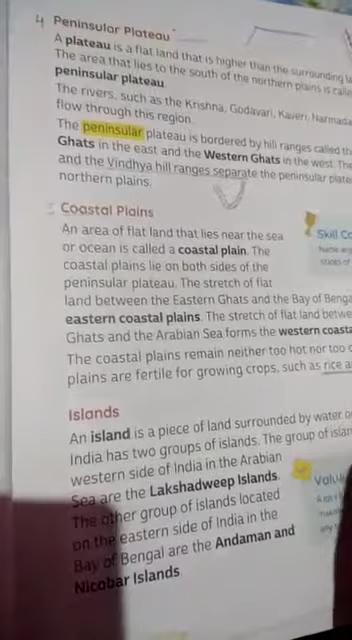 4 Peninsular Plateau
A plateau is a flat land that is higher than the surrounding
The area that lies to the south of the northern plains is
peninsular plateau.
The rivers, such as the Krishna, Godavari, Kaveri, Narmada
flow through this region.
The peninsular plateau is bordered by hill ranges called
Ghats in the east and the Western Ghats in the west.
and the Vindhya hill ranges separate the peninsular
northern plains.
Coastal Plains
An area of flat land that lies near the sea
or ocean is called a coastal plain. The
coastal plains lie on both sides of the
peninsular plateau. The stretch of flat
land between the Eastern Ghats and the Bay of
eastern coastal plains. The stretch of flat land
Ghats and the Arabian Sea forms the western
The coastal plains remain neither too hot nor too
plains are fertile for growing crops, such as rice
Skill
Islands
An island is a piece of land surrounded by water
India has two groups of islands. The group of
western side of India in the Arabian
Sea are the Lakshadweep Islands.
The other group of islands located
on the eastern side of India in the
Bay of Bengal are the Andaman and
Nicobar Islands.